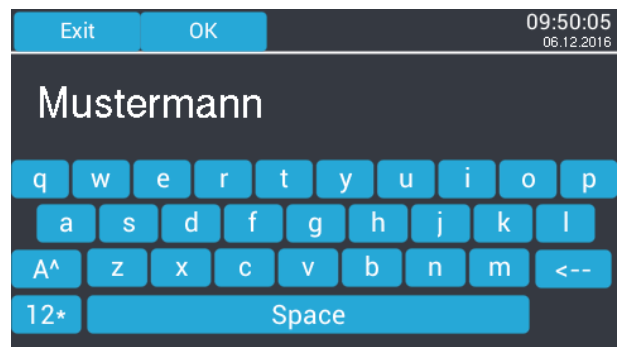 Exit OK 09:50:05
06.12.2016
Mustermann
q w e r t y u i o p
a s d f g h j k l
A^ z x c v b n m <--
12* Space